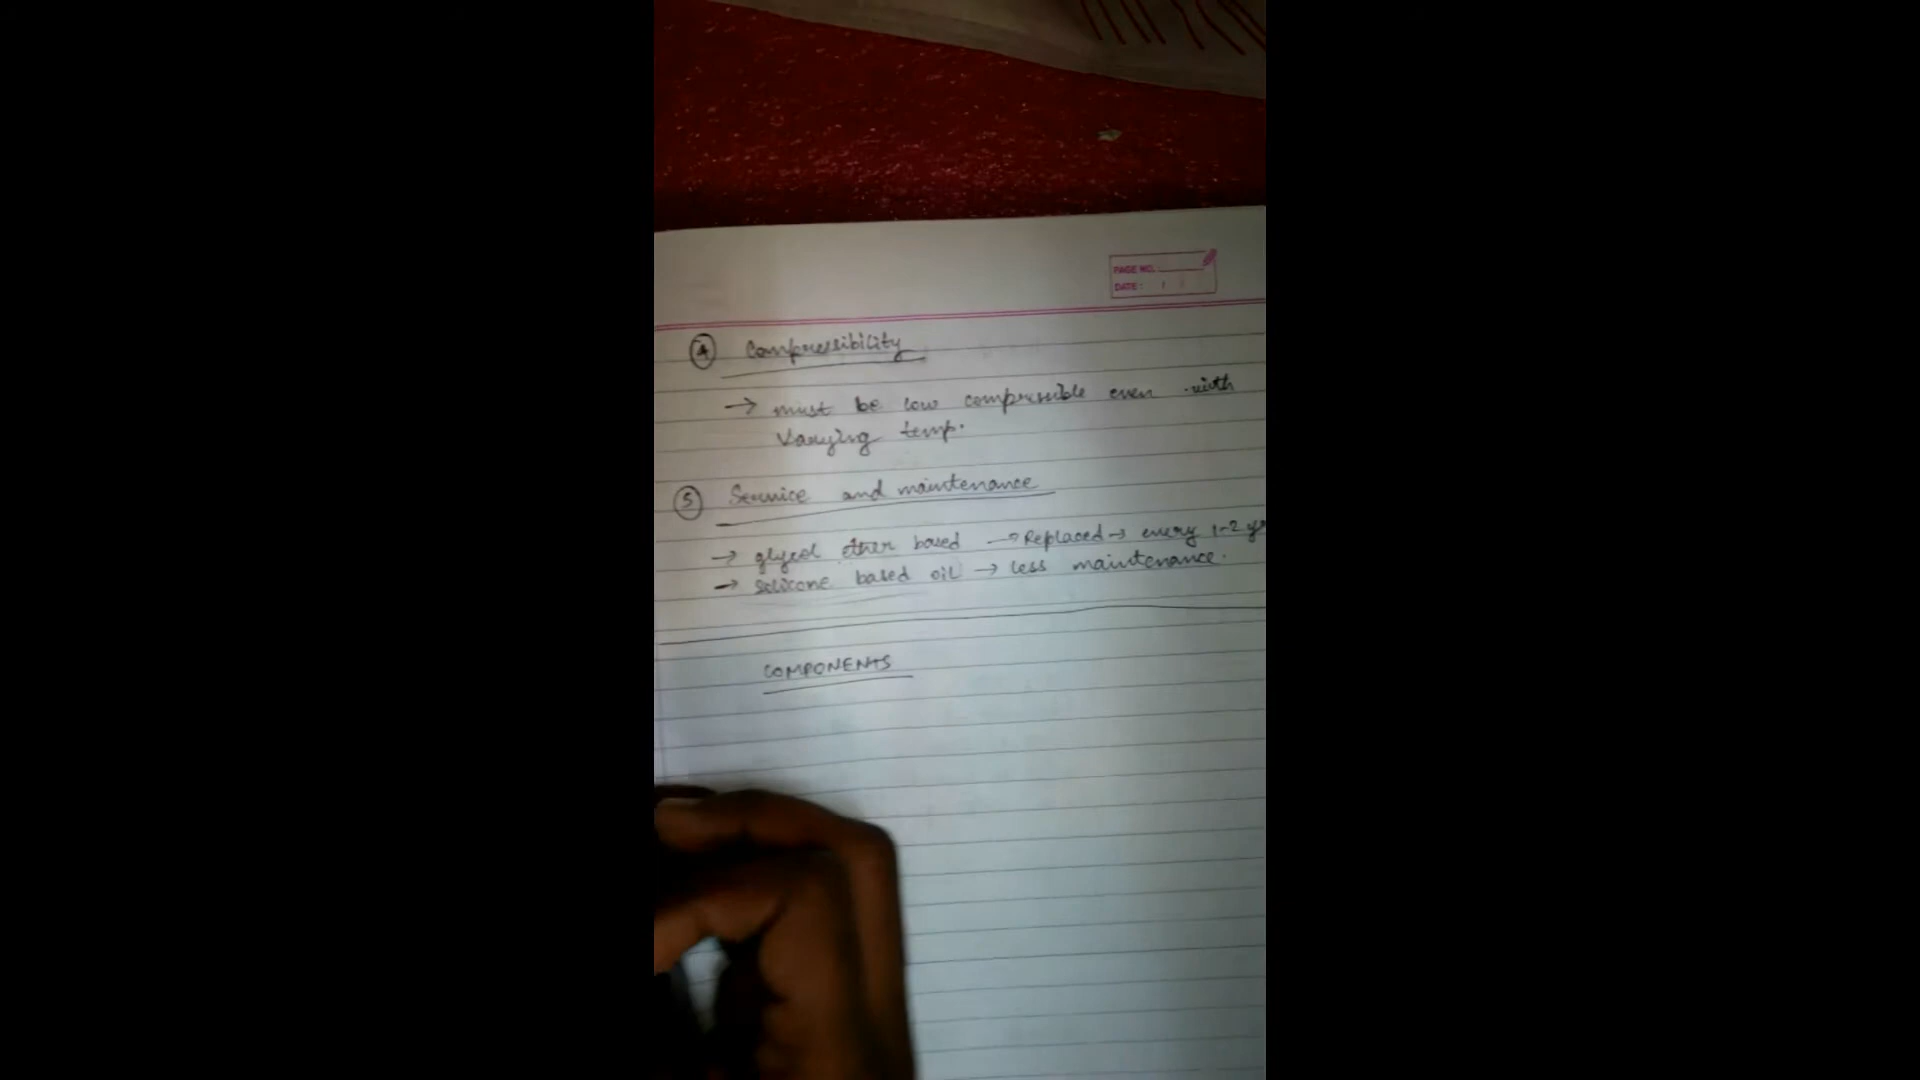 PAGE NO.
DATE: / /
4 Compressibility
→ must be low compressible even with
varying temp.
5 Service and maintenance
→ glycol ether based → Replaced → every 1-2 yr
→ silicone based oil → less maintenance.
COMPONENTS